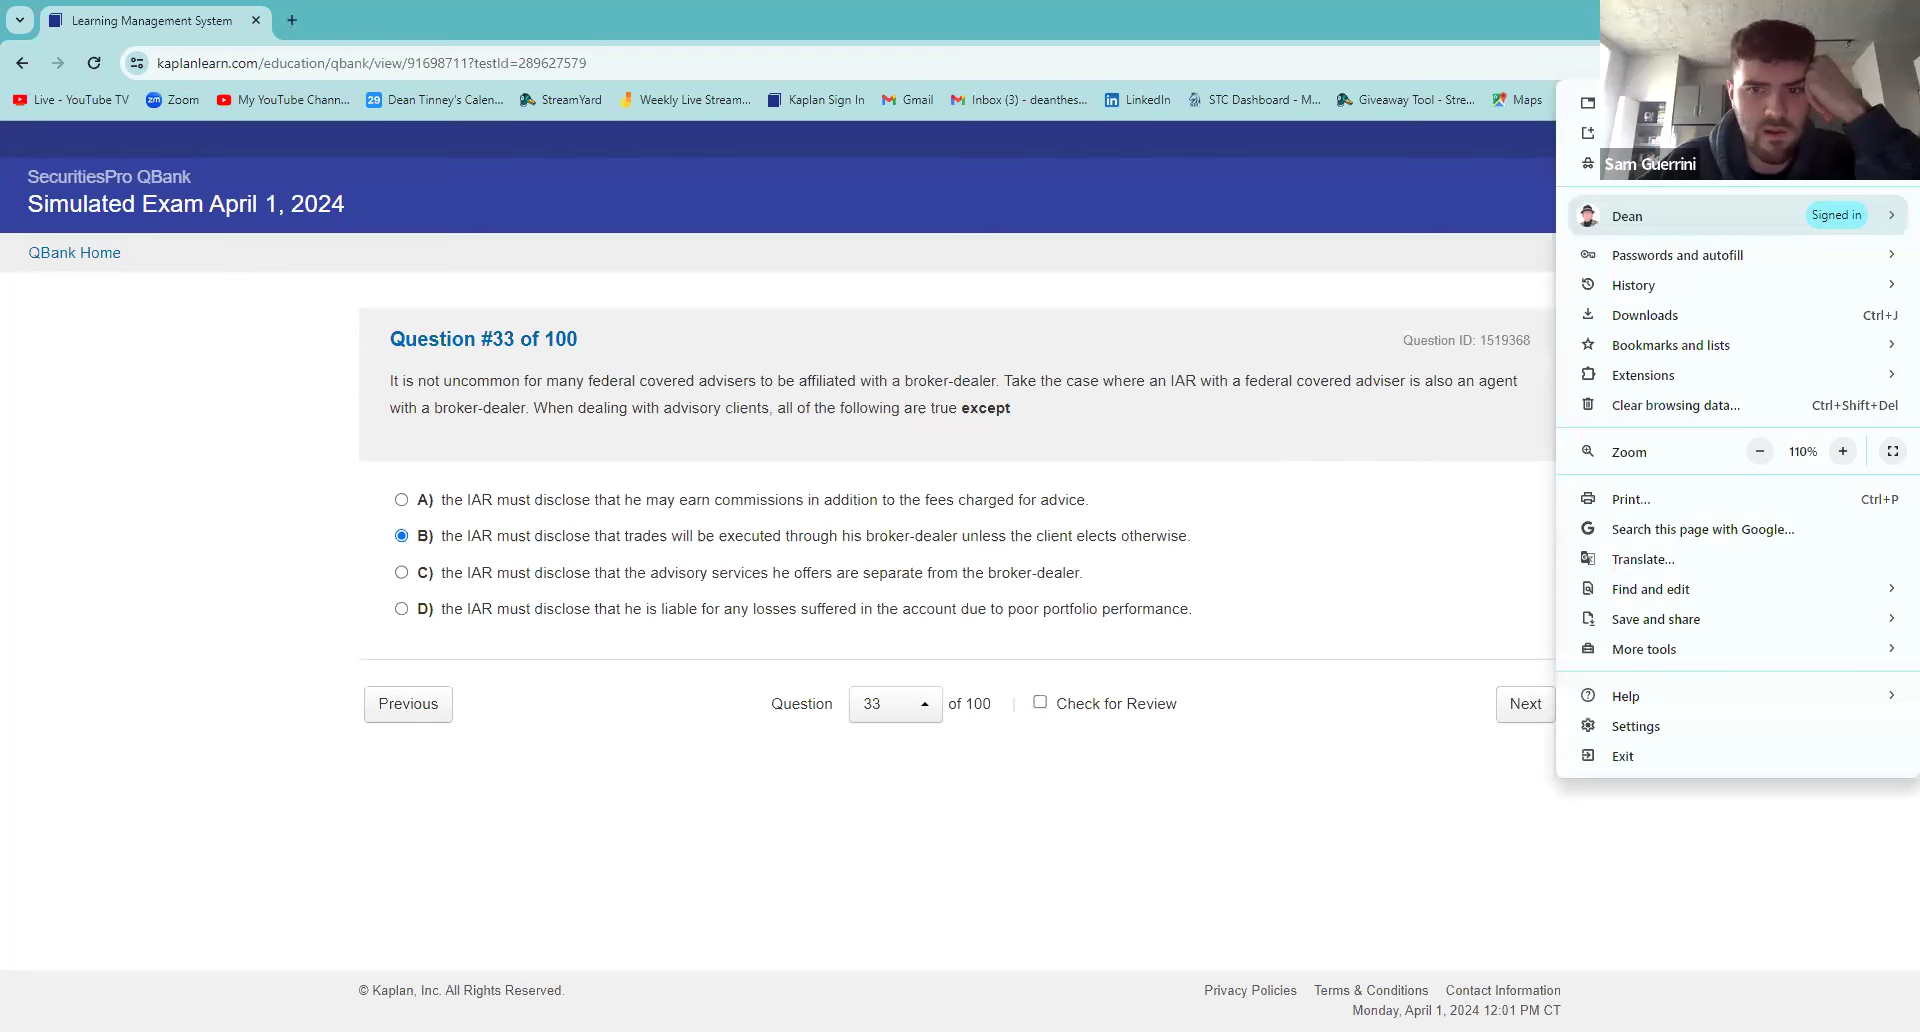 Learning Management System
kaplanlearn.com/education/qbank/view/91698711?testId=289627579
Live - YouTube TV
Zoom
My YouTube Chann...
29 Dean Tinney's Calen...
StreamYard
Weekly Live Stream...
Kaplan Sign In
Gmail
Inbox (3) - deanthes...
LinkedIn
STC Dashboard - M...
Giveaway Tool - Stre...
Maps
Sam Guerrini
SecuritiesPro QBank
Simulated Exam April 1, 2024
QBank Home
Question #33 of 100
Question ID: 1519368
It is not uncommon for many federal covered advisers to be affiliated with a broker-dealer. Take the case where an IAR with a federal covered adviser is also an agent
with a broker-dealer. When dealing with advisory clients, all of the following are true except
A) the IAR must disclose that he may earn commissions in addition to the fees charged for advice.
B) the IAR must disclose that trades will be executed through his broker-dealer unless the client elects otherwise.
C) the IAR must disclose that the advisory services he offers are separate from the broker-dealer.
D) the IAR must disclose that he is liable for any losses suffered in the account due to poor portfolio performance.
Previous
Question 33 of 100
Check for Review
Next
Dean Signed in
Passwords and autofill
History
Downloads Ctrl+J
Bookmarks and lists
Extensions
Clear browsing data... Ctrl+Shift+Del
Zoom − 110% +
Print... Ctrl+P
Search this page with Google...
Translate...
Find and edit
Save and share
More tools
Help
Settings
Exit
© Kaplan, Inc. All Rights Reserved.
Privacy Policies Terms & Conditions Contact Information
Monday, April 1, 2024 12:01 PM CT